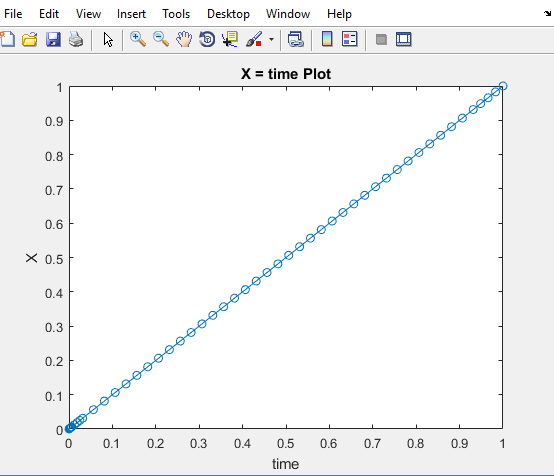 File Edit View Insert Tools Desktop Window Help
X = time Plot
1
0.9
0.8
0.7
0.6
0.5
0.4
0.3
0.2
0.1
0
X
0 0.1 0.2 0.3 0.4 0.5 0.6 0.7 0.8 0.9 1
time